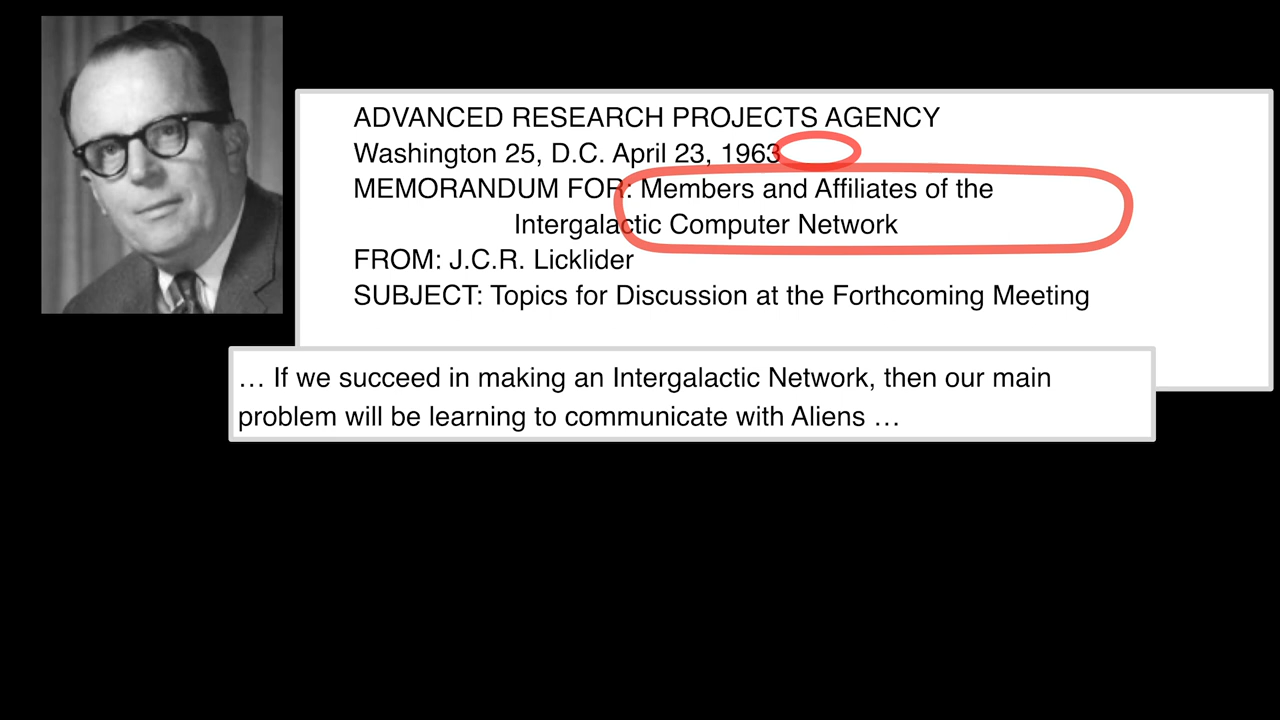 ADVANCED RESEARCH PROJECTS AGENCY
Washington 25, D.C. April 23, 1963
MEMORANDUM FOR: Members and Affiliates of the
Intergalactic Computer Network
FROM: J.C.R. Licklider
SUBJECT: Topics for Discussion at the Forthcoming Meeting
… If we succeed in making an Intergalactic Network, then our main
problem will be learning to communicate with Aliens …